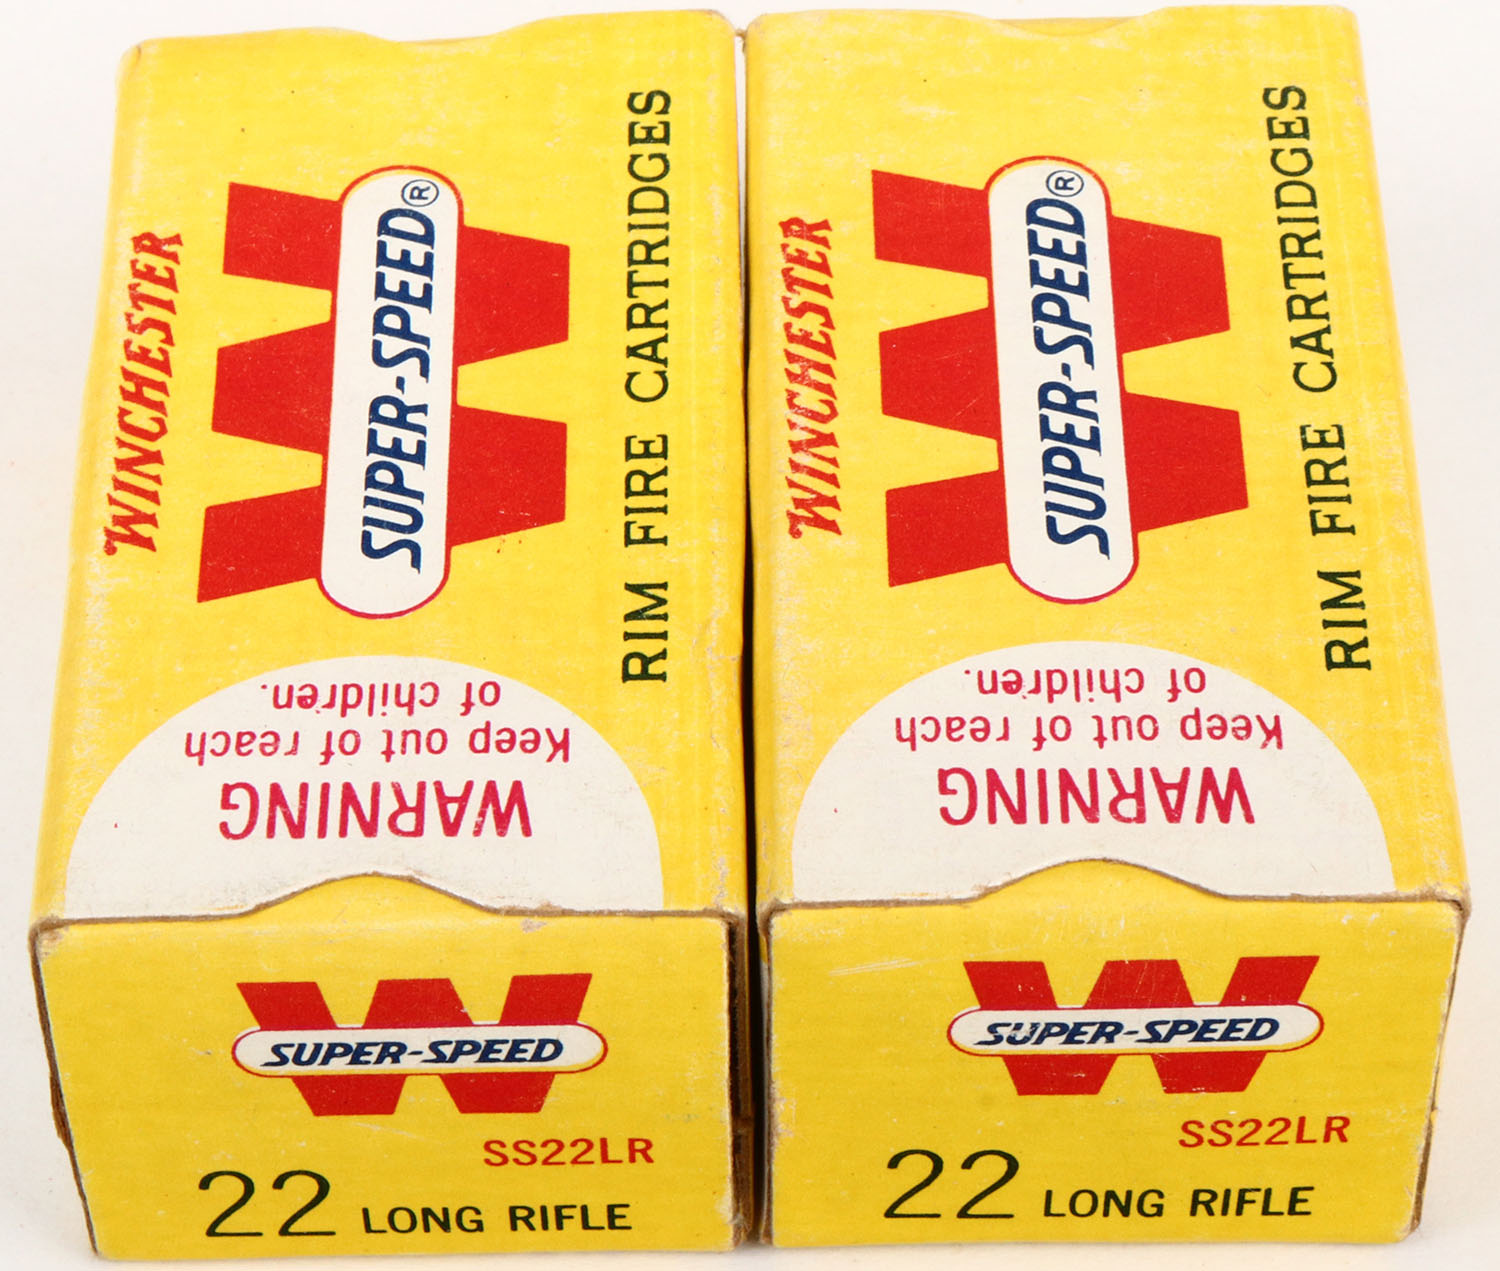 WINCHESTER
SUPER-SPEED®
RIM FIRE CARTRIDGES
WARNING
Keep out of reach
of children.
W
SUPER-SPEED
SS22LR
22 LONG RIFLE
WINCHESTER
SUPER-SPEED®
RIM FIRE CARTRIDGES
WARNING
Keep out of reach
of children.
W
SUPER-SPEED
SS22LR
22 LONG RIFLE